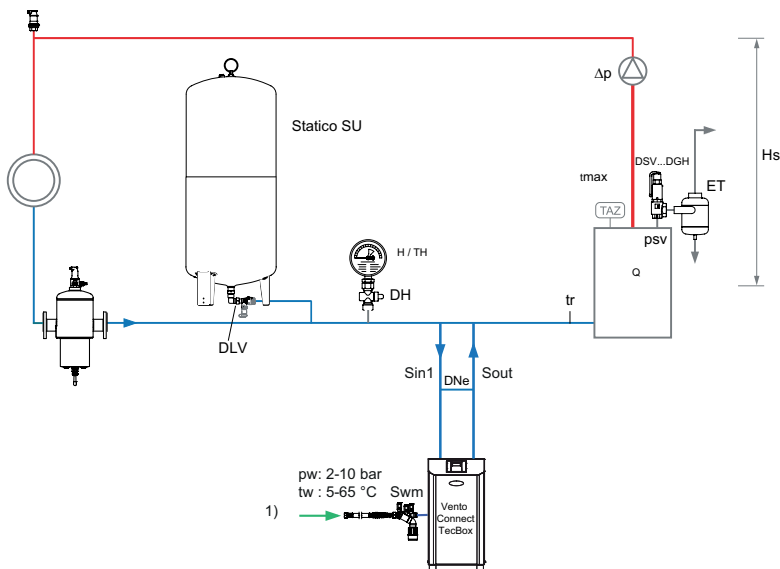 Δp
Statico SU
Hs
DSV...DGH
tmax
ET
TAZ
psv
H / TH
Q
DH
tr
DLV
Sin1
Sout
DNe
pw: 2-10 bar
tw : 5-65 °C
Swm
1)
Vento
Connect
TecBox